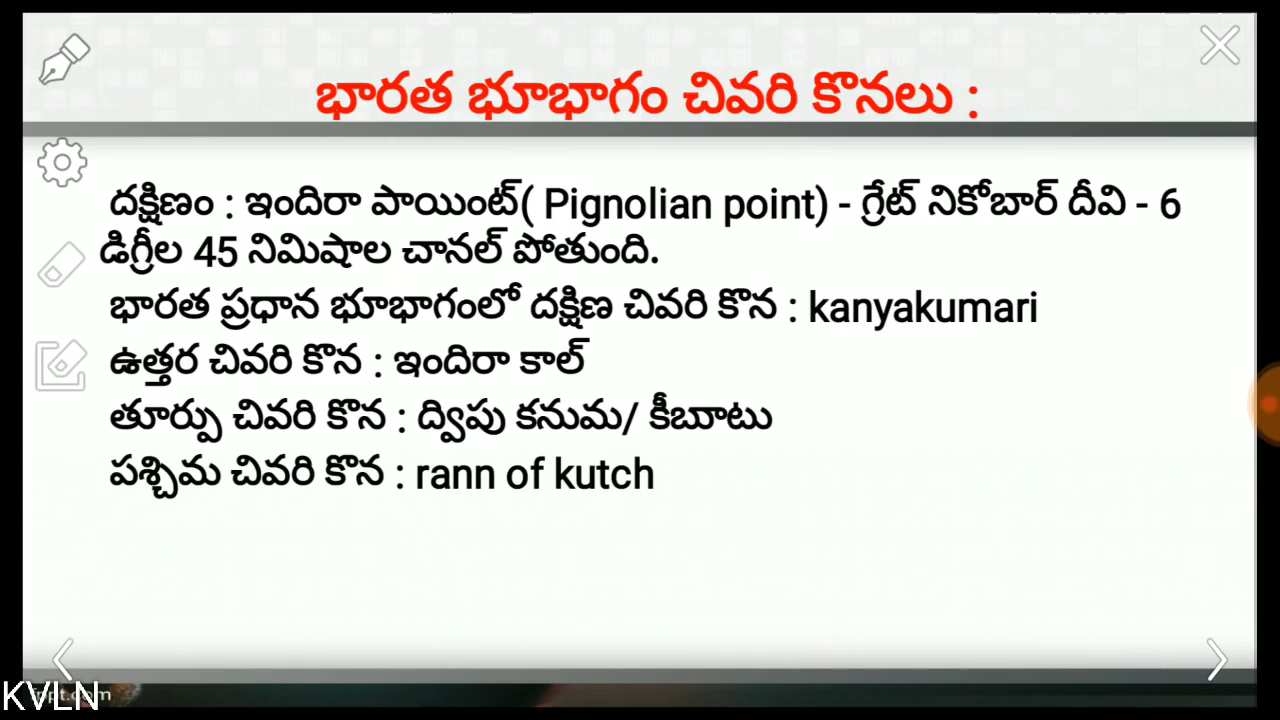 భారత భూభాగం చివరి కొనలు :
దక్షిణం : ఇందిరా పాయింట్( Pignolian point) - గ్రేట్ నికోబార్ దీవి - 6
డిగ్రీల 45 నిమిషాల చానల్ పోతుంది.
భారత ప్రధాన భూభాగంలో దక్షిణ చివరి కొన : kanyakumari
ఉత్తర చివరి కొన : ఇందిరా కాల్
తూర్పు చివరి కొన : ద్విపు కనుమ/ కీబూటు
పశ్చిమ చివరి కొన : rann of kutch
KVLN